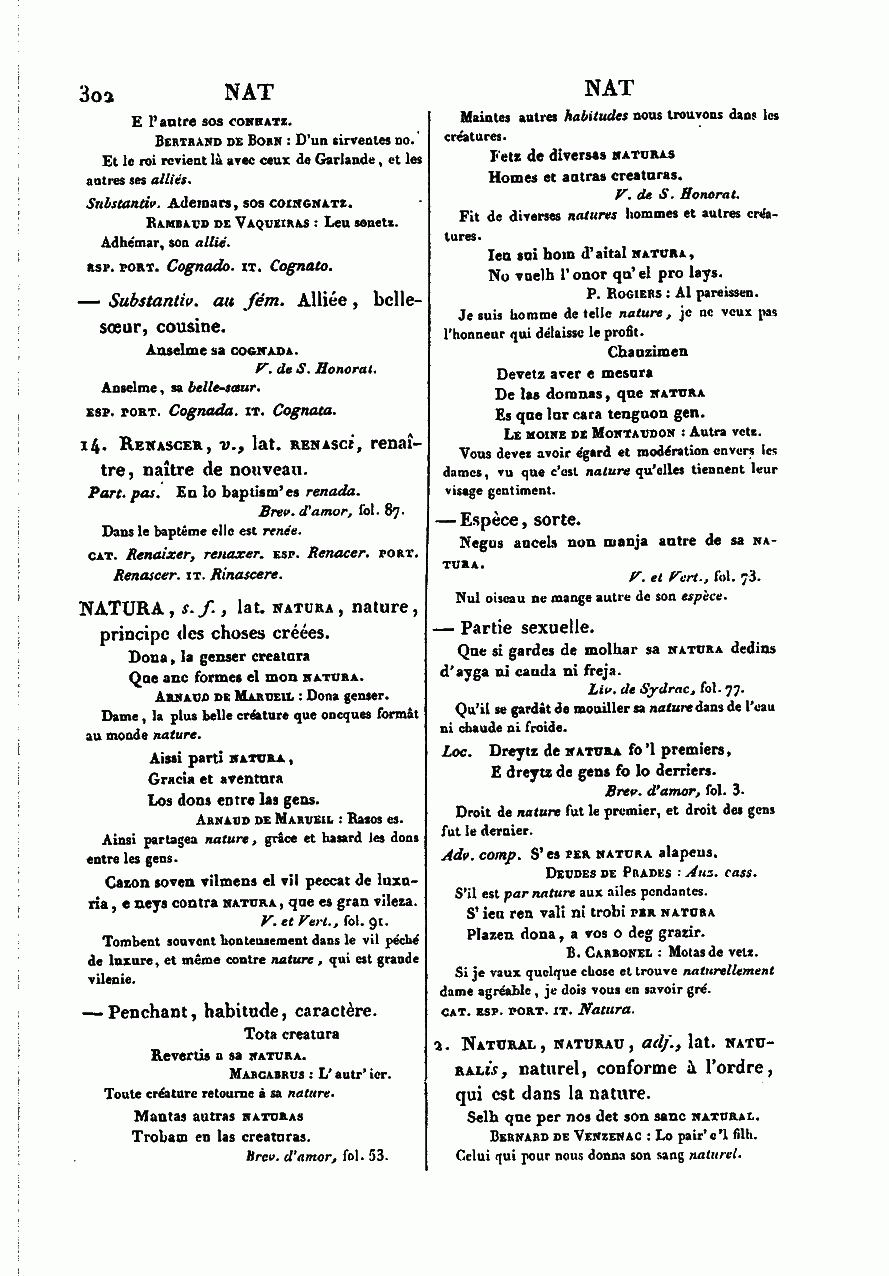 302 NAT
E l'autre sos CONHATZ.
BERTRAND DE BORN : D'un sirventes no.
Et le roi revient là avec ceux de Garlande, et les
autres ses alliés.
Substantiv. Ademars, sos COINGNATZ.
RAMBAUD DE VAQUEIRAS : Leu sonetz.
Adhémar, son allié.
ESP. PORT. Cognado. IT. Cognato.
— Substantiv. au fém. Alliée, belle-
sœur, cousine.
Anselme sa COGNADA.
V. de S. Honorat.
Anselme, sa belle-sœur.
ESP. PORT. Cognada. IT. Cognata.
14. RENASCER, v., lat. RENASCi, renaî-
tre, naître de nouveau.
Part. pas. En lo baptism' es renada.
Brev. d'amor, fol. 87.
Dans le baptême elle est renée.
CAT. Renaixer, renaxer. ESP. Renacer. PORT.
Renascer. IT. Rinascere.
NATURA, s. f., lat. NATURA, nature,
principe des choses créées.
Dona, la genser creatura
Que anc formes el mon NATURA.
ARNAUD DE MARUEIL : Dona genser.
Dame, la plus belle créature que oncques formât
au monde nature.
Aissi parti NATURA,
Gracia et aventura
Los dons entre las gens.
ARNAUD DE MARUEIL : Razos es.
Ainsi partagea nature, grâce et hasard les dons
entre les gens.
Cazon soven vilmens el vil peccat de luxu-
ria, e neys contra NATURA, que es gran vileza.
V. et Vert., fol. 91.
Tombent souvent honteusement dans le vil péché
de luxure, et même contre nature, qui est grande
vilenie.
— Penchant, habitude, caractère.
Tota creatura
Revertis a sa NATURA.
MARCABRUS : L'autr'ier.
Toute créature retourne à sa nature.
Mantas autras NATURAS
Trobam en las creaturas.
Brev. d'amor, fol. 53.
NAT
Maintes autres habitudes nous trouvons dans les
créatures.
Fetz de diversas NATURAS
Homes et autras creaturas.
V. de S. Honorat.
Fit de diverses natures hommes et autres créa-
tures.
Ieu sui hom d'aital NATURA,
No vuelh l'onor qu'el pro lays.
P. ROGIERS : Al pareissen.
Je suis homme de telle nature, je ne veux pas
l'honneur qui délaisse le profit.
Chauzimen
Devetz aver e mesura
De las domnas, que NATURA
Es que lur cara tenguon gen.
LE MOINE DE MONTAUDON : Autra vetz.
Vous devez avoir égard et modération envers les
dames, vu que c'est nature qu'elles tiennent leur
visage gentiment.
— Espèce, sorte.
Negus aucels non manja autre de sa NA-
TURA.
V. et Vert., fol. 73.
Nul oiseau ne mange autre de son espèce.
— Partie sexuelle.
Que si gardes de molhar sa NATURA dedins
d'ayga ni cauda ni freja.
Liv. de Sydrac, fol. 77.
Qu'il se gardât de mouiller sa nature dans de l'eau
ni chaude ni froide.
Loc. Dreytz de NATURA fo'l premiers,
E dreytz de gens fo lo derriers.
Brev. d'amor, fol. 3.
Droit de nature fut le premier, et droit des gens
fut le dernier.
Adv. comp. S'es PER NATURA alapeus.
DEUDES DE PRADES : Auz. cass.
S'il est par nature aux ailes pendantes.
S'ieu ren vali ni trobi PER NATURA
Plazen dona, a vos o deg grazir.
B. CARBONEL : Motas de vetz.
Si je vaux quelque chose et trouve naturellement
dame agréable, je dois vous en savoir gré.
CAT. ESP. PORT. IT. Natura.
2. NATURAL, NATURAU, adj., lat. NATU-
RALis, naturel, conforme à l'ordre,
qui est dans la nature.
Selh que per nos det son sanc NATURAL.
BERNARD DE VENZENAC : Lo pair' e'l filh.
Celui qui pour nous donna son sang naturel.